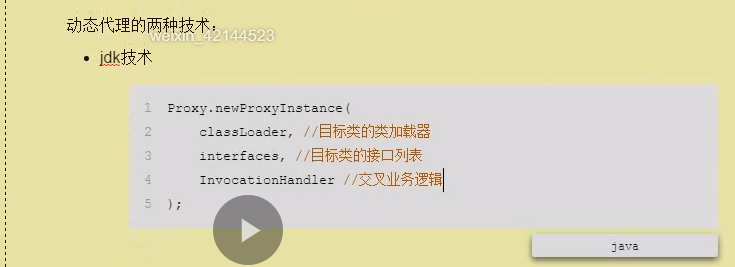 动态代理的两种技术：
weixin_42144523
jdk技术
1 Proxy.newProxyInstance(
2 classLoader, //目标类的类加载器
3 interfaces, //目标类的接口列表
4 InvocationHandler //交叉业务逻辑
5 );
java